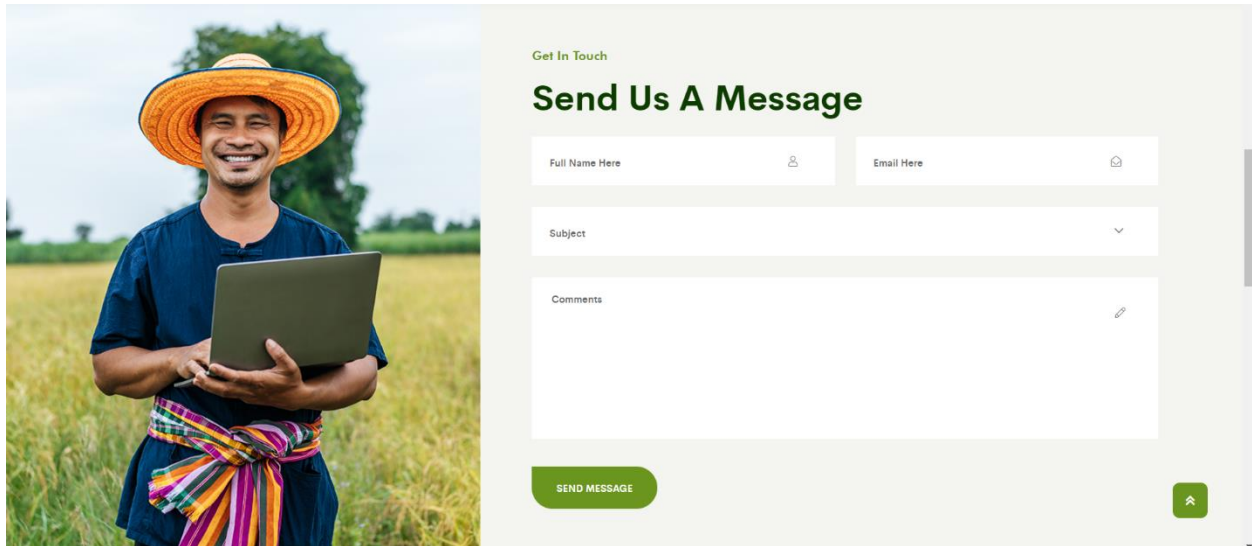 Get In Touch
Send Us A Message
Full Name Here
Email Here
Subject
Comments
SEND MESSAGE